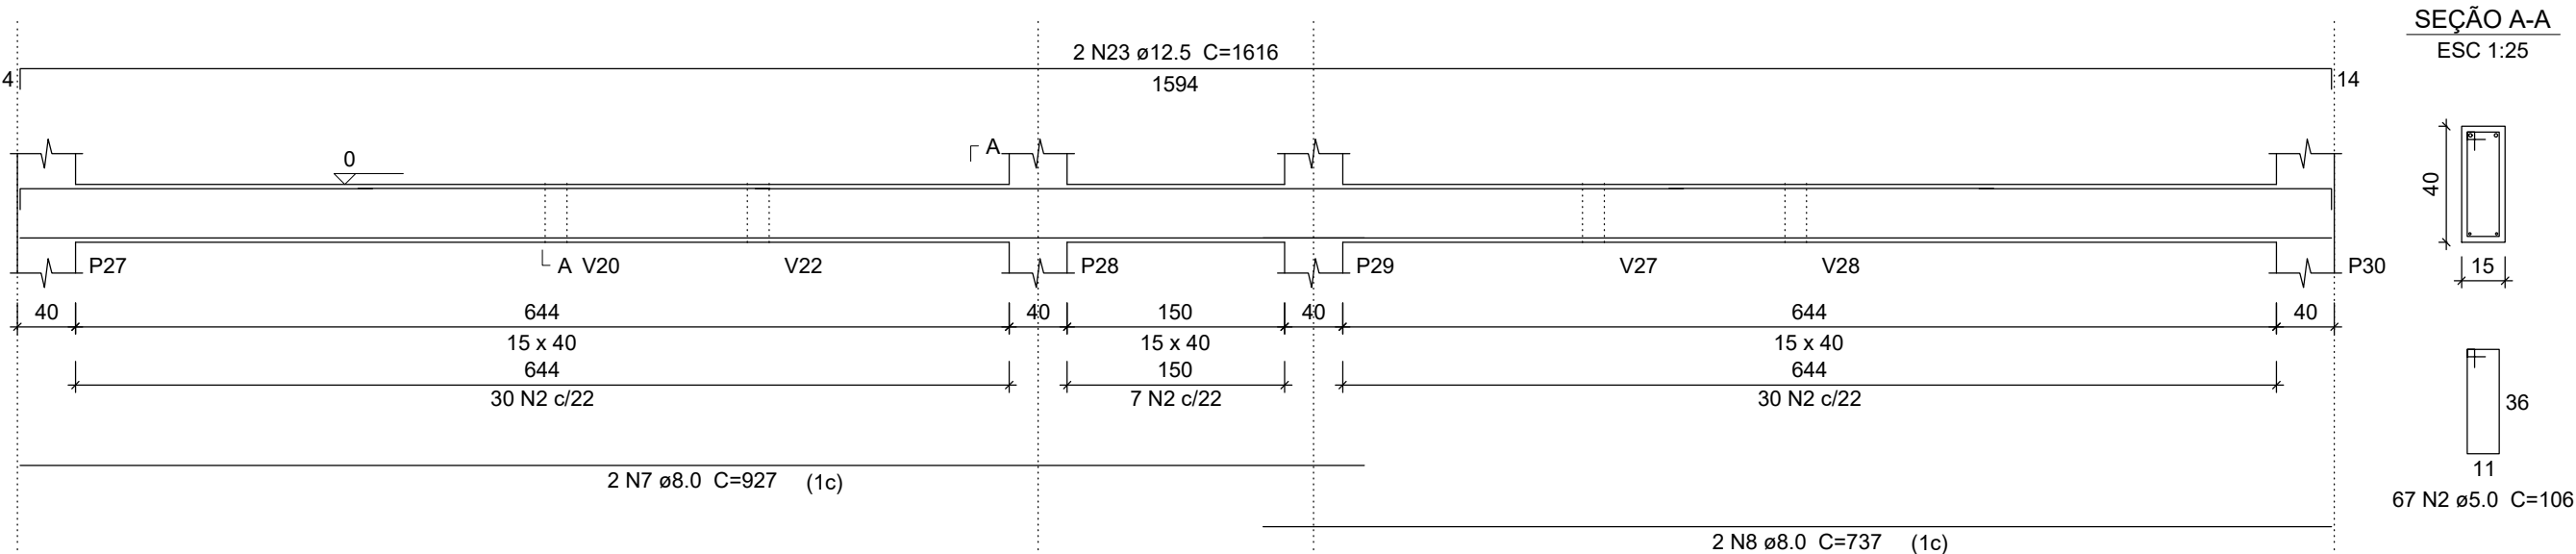 SEÇÃO A-A
ESC 1:25
2 N23 ø12.5 C=1616
1594
4
14
0
A
A
P27
V20
V22
P28
P29
V27
V28
P30
40
644
40
150
40
644
40
15 x 40
15 x 40
15 x 40
644
150
644
30 N2 c/22
7 N2 c/22
30 N2 c/22
2 N7 ø8.0 C=927 (1c)
2 N8 ø8.0 C=737 (1c)
40
15
36
11
67 N2 ø5.0 C=106